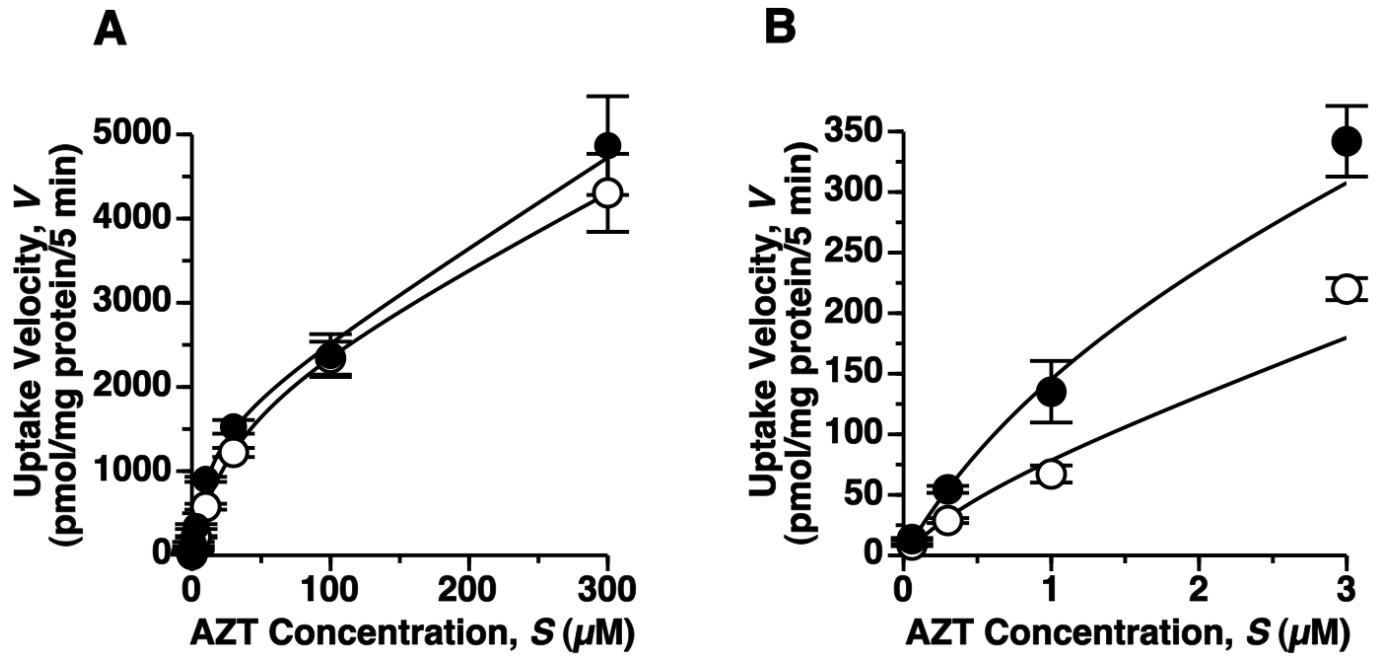 A
Uptake Velocity, V
(pmol/mg protein/5 min)
5000
4000
3000
2000
1000
0
0
100
200
300
AZT Concentration, S (µM)
B
Uptake Velocity, V
(pmol/mg protein/5 min)
350
300
250
200
150
100
50
0
0
1
2
3
AZT Concentration, S (µM)